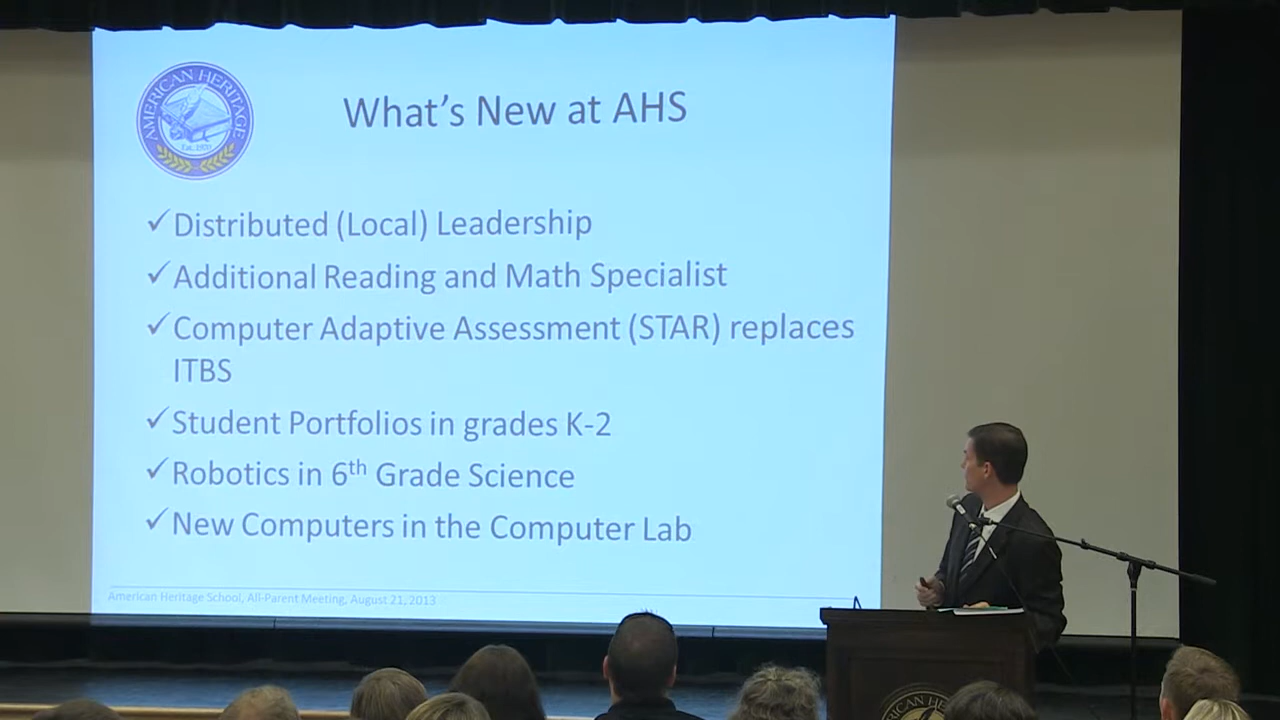 AMERICAN HERITAGE
Est. 1970
What's New at AHS
✓Distributed (Local) Leadership
✓Additional Reading and Math Specialist
✓Computer Adaptive Assessment (STAR) replaces
ITBS
✓Student Portfolios in grades K-2
✓Robotics in 6th Grade Science
✓New Computers in the Computer Lab
American Heritage School, All-Parent Meeting, August 21, 2013